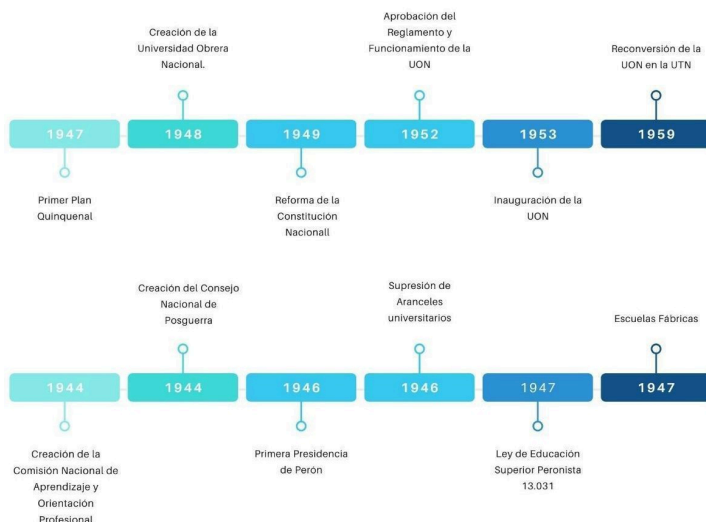 Creación de la
Universidad Obrera
Nacional.
Aprobación del
Reglamento y
Funcionamiento de la
UON
Reconversión de la
UON en la UTN
1947
1948
1949
1952
1953
1959
Primer Plan
Quinquenal
Reforma de la
Constitución
Nacionall
Inauguración de la
UON
Creación del Consejo
Nacional de
Posguerra
Supresión de
Aranceles
universitarios
Escuelas Fábricas
1944
1944
1946
1946
1947
1947
Creación de la
Comisión Nacional de
Aprendizaje y
Orientación
Profesional
Primera Presidencia
de Perón
Ley de Educación
Superior Peronista
13.031